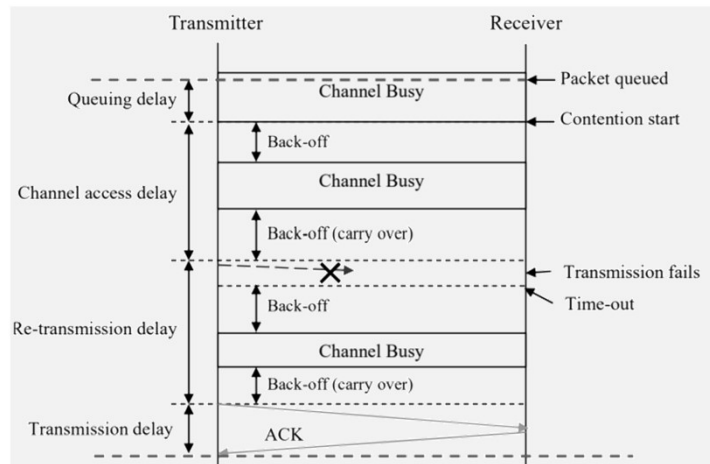 Transmitter
Receiver
Packet queued
Channel Busy
Queuing delay
Contention start
Back-off
Channel Busy
Channel access delay
Back-off (carry over)
Transmission fails
Time-out
Back-off
Re-transmission delay
Channel Busy
Back-off (carry over)
Transmission delay
ACK